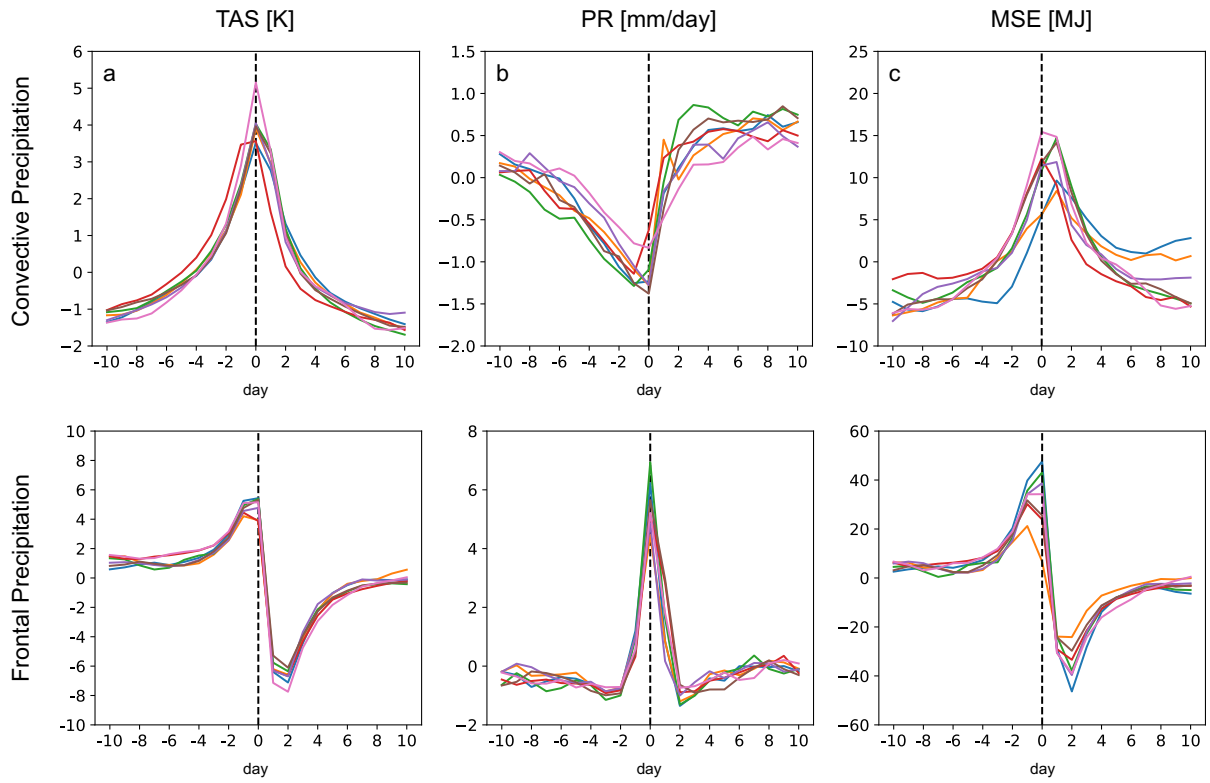 TAS [K] PR [mm/day] MSE [MJ]
Convective Precipitation
a
6
5
4
3
2
1
0
−1
−2
-10 -8 -6 -4 -2 0 2 4 6 8 10
day
b
1.5
1.0
0.5
0.0
−0.5
−1.0
−1.5
−2.0
-10 -8 -6 -4 -2 0 2 4 6 8 10
day
c
25
20
15
10
5
0
−5
−10
-10 -8 -6 -4 -2 0 2 4 6 8 10
day
Frontal Precipitation
10
8
6
4
2
0
−2
−4
−6
−8
−10
-10 -8 -6 -4 -2 0 2 4 6 8 10
day
8
6
4
2
0
−2
-10 -8 -6 -4 -2 0 2 4 6 8 10
day
60
40
20
0
−20
−40
−60
-10 -8 -6 -4 -2 0 2 4 6 8 10
day